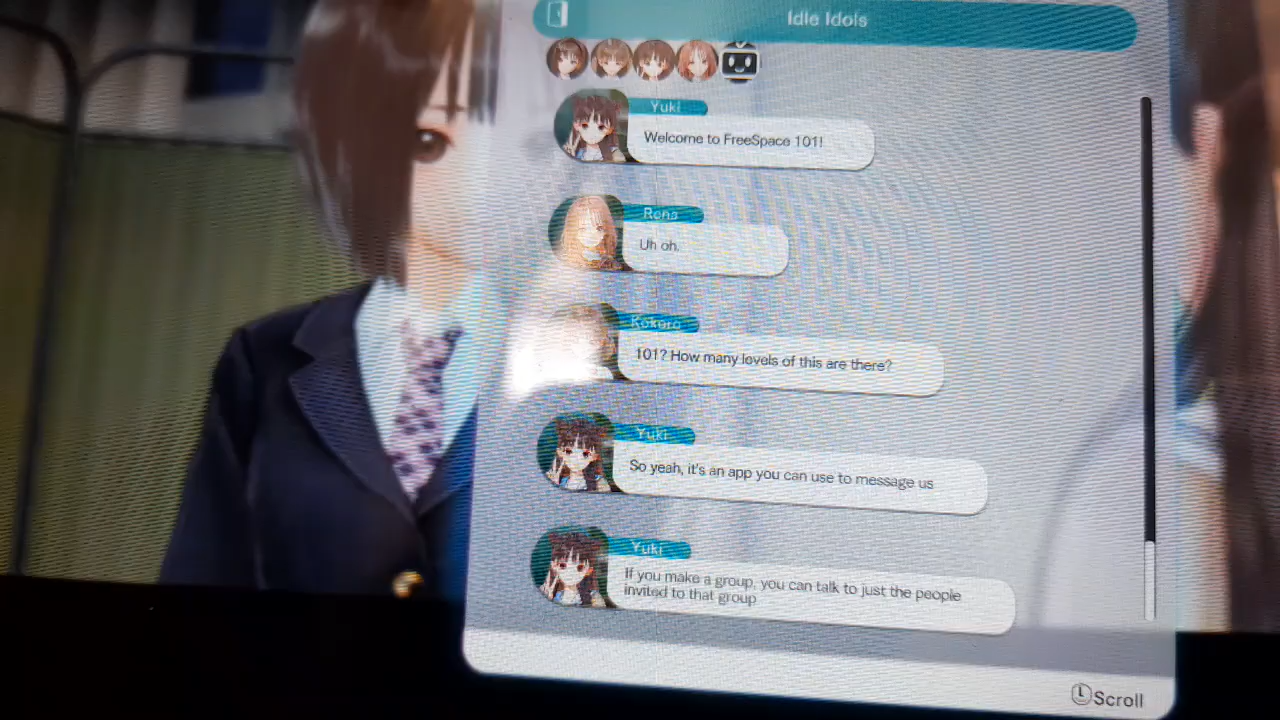 Idle Idols
Yuki
Welcome to FreeSpace 101!
Rena
Uh oh.
Kokoro
101? How many levels of this are there?
Yuki
So yeah, it's an app you can use to message us
Yuki
If you make a group, you can talk to just the people
invited to that group
L Scroll